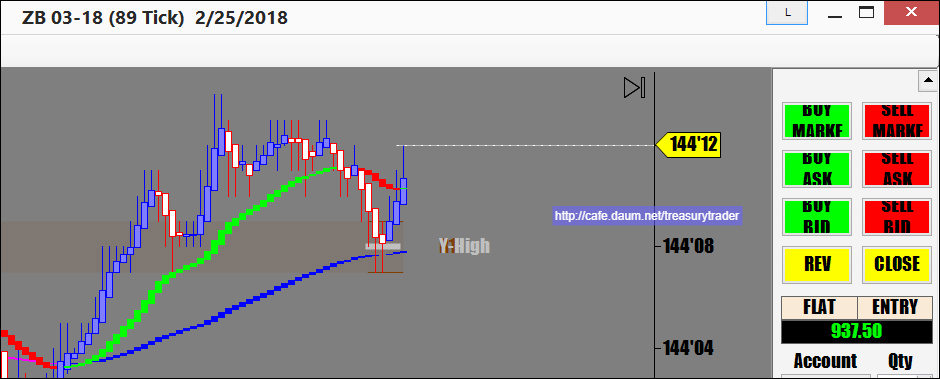 ZB 03-18 (89 Tick)  2/25/2018
L
144'12
BUY MARKE
SELL MARKE
BUY ASK
SELL ASK
http://cafe.daum.net/treasurytrader
BUY BID
SELL BID
Y-High
144'08
REV
CLOSE
FLAT
ENTRY
937.50
144'04
Account
Qty